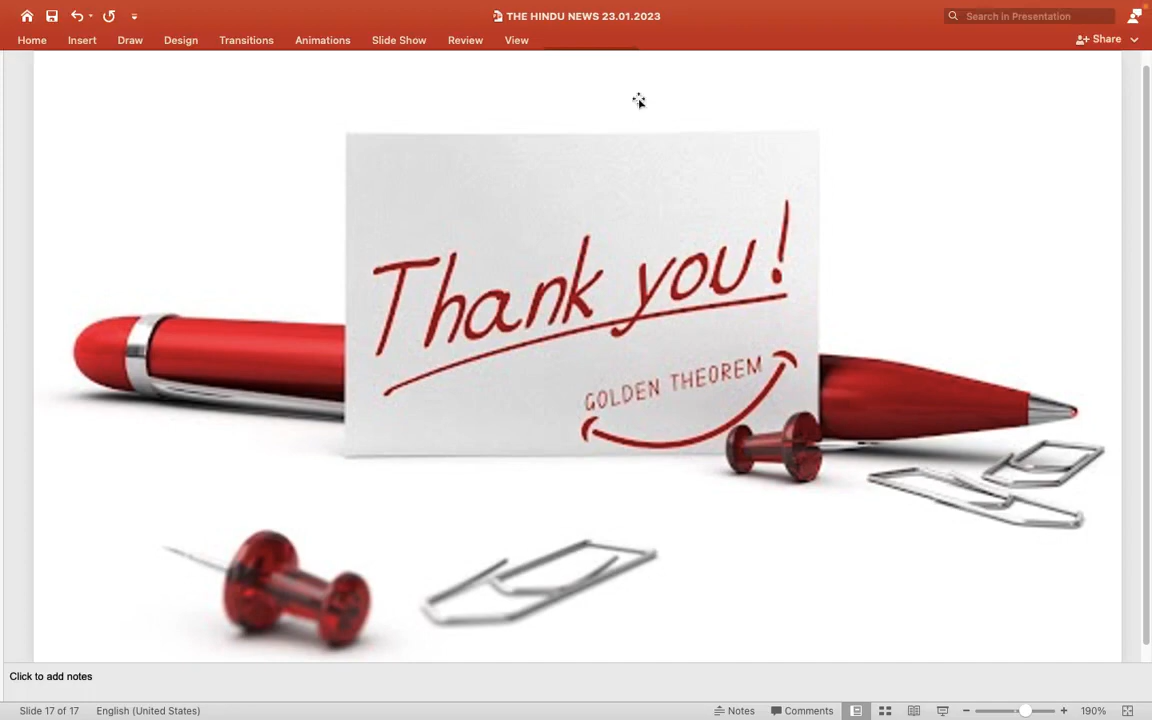 THE HINDU NEWS 23.01.2023
Search in Presentation
Home Insert Draw Design Transitions Animations Slide Show Review View
Share
Thank you!
GOLDEN THEOREM
Click to add notes
Slide 17 of 17 English (United States) Notes Comments 190%